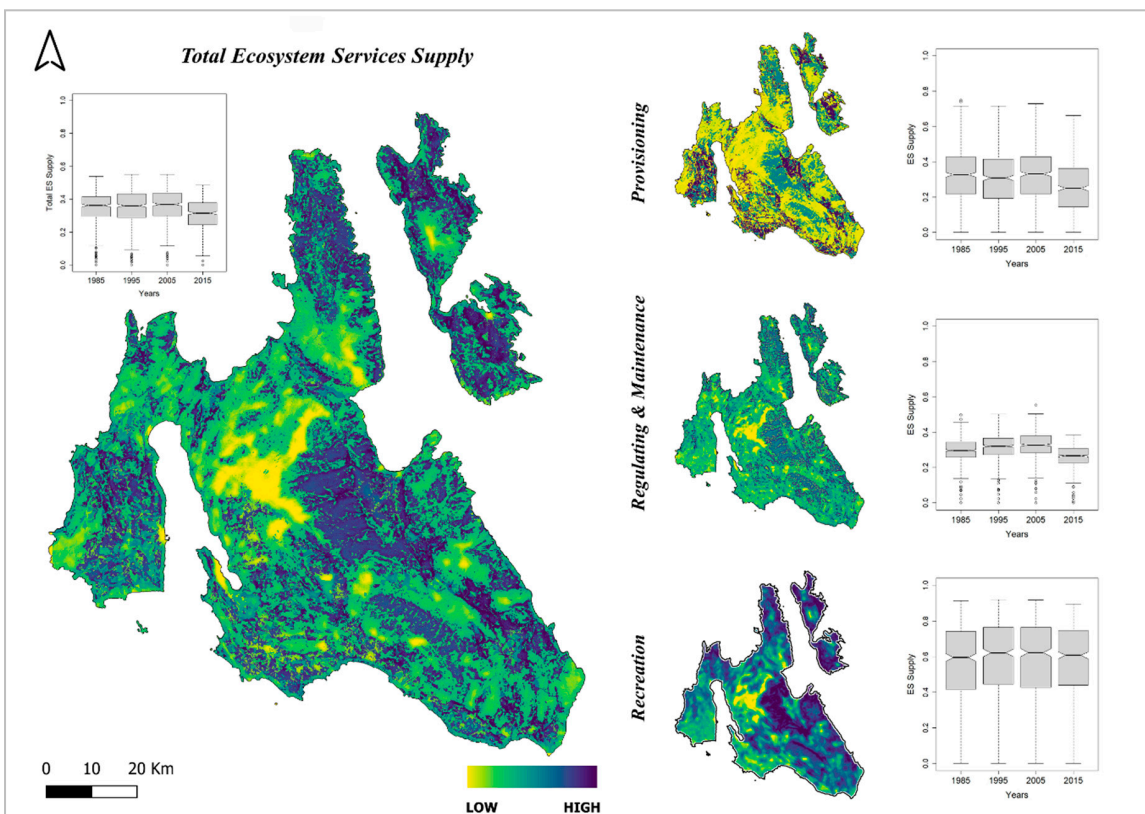 Total Ecosystem Services Supply
Total ES Supply
1.0
0.8
0.6
0.4
0.2
0.0
1985 1995 2005 2015
Years
0 10 20 Km
LOW HIGH
Provisioning
ES Supply
1.0
0.8
0.6
0.4
0.2
0.0
1985 1995 2005 2015
Years
Regulating & Maintenance
ES Supply
1.0
0.8
0.6
0.4
0.2
0.0
1985 1995 2005 2015
Years
Recreation
ES Supply
1.0
0.8
0.6
0.4
0.2
0.0
1985 1995 2005 2015
Years